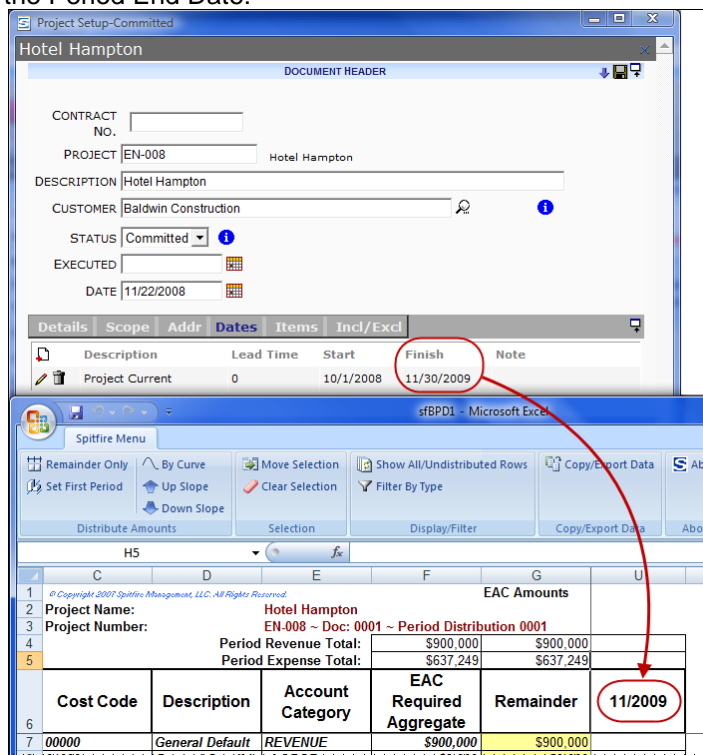 the Period End Date.
Project Setup-Committed
Hotel Hampton
DOCUMENT HEADER
CONTRACT NO.
PROJECT EN-008 Hotel Hampton
DESCRIPTION Hotel Hampton
CUSTOMER Baldwin Construction
STATUS Committed
EXECUTED
DATE 11/22/2008
Details Scope Addr Dates Items Incl/Excl
Description Lead Time Start Finish Note
Project Current 0 10/1/2008 11/30/2009
sfBPD1 - Microsoft Excel
Spitfire Menu
Remainder Only By Curve Move Selection Show All/Undistributed Rows Copy/Export Data Ab
Set First Period Up Slope Clear Selection Filter By Type
Down Slope
Distribute Amounts Selection Display/Filter Copy/Export Data Abo
H5 fx
C D E F G U
1 © Copyright 2007 Spitfire Management, LLC. All Rights Reserved. EAC Amounts
2 Project Name: Hotel Hampton
3 Project Number: EN-008 ~ Doc: 0001 ~ Period Distribution 0001
4 Period Revenue Total: $900,000 $900,000
5 Period Expense Total: $637,249 $637,249
6 Cost Code Description Account Category EAC Required Aggregate Remainder 11/2009
7 00000 General Default REVENUE $900,000 $900,000